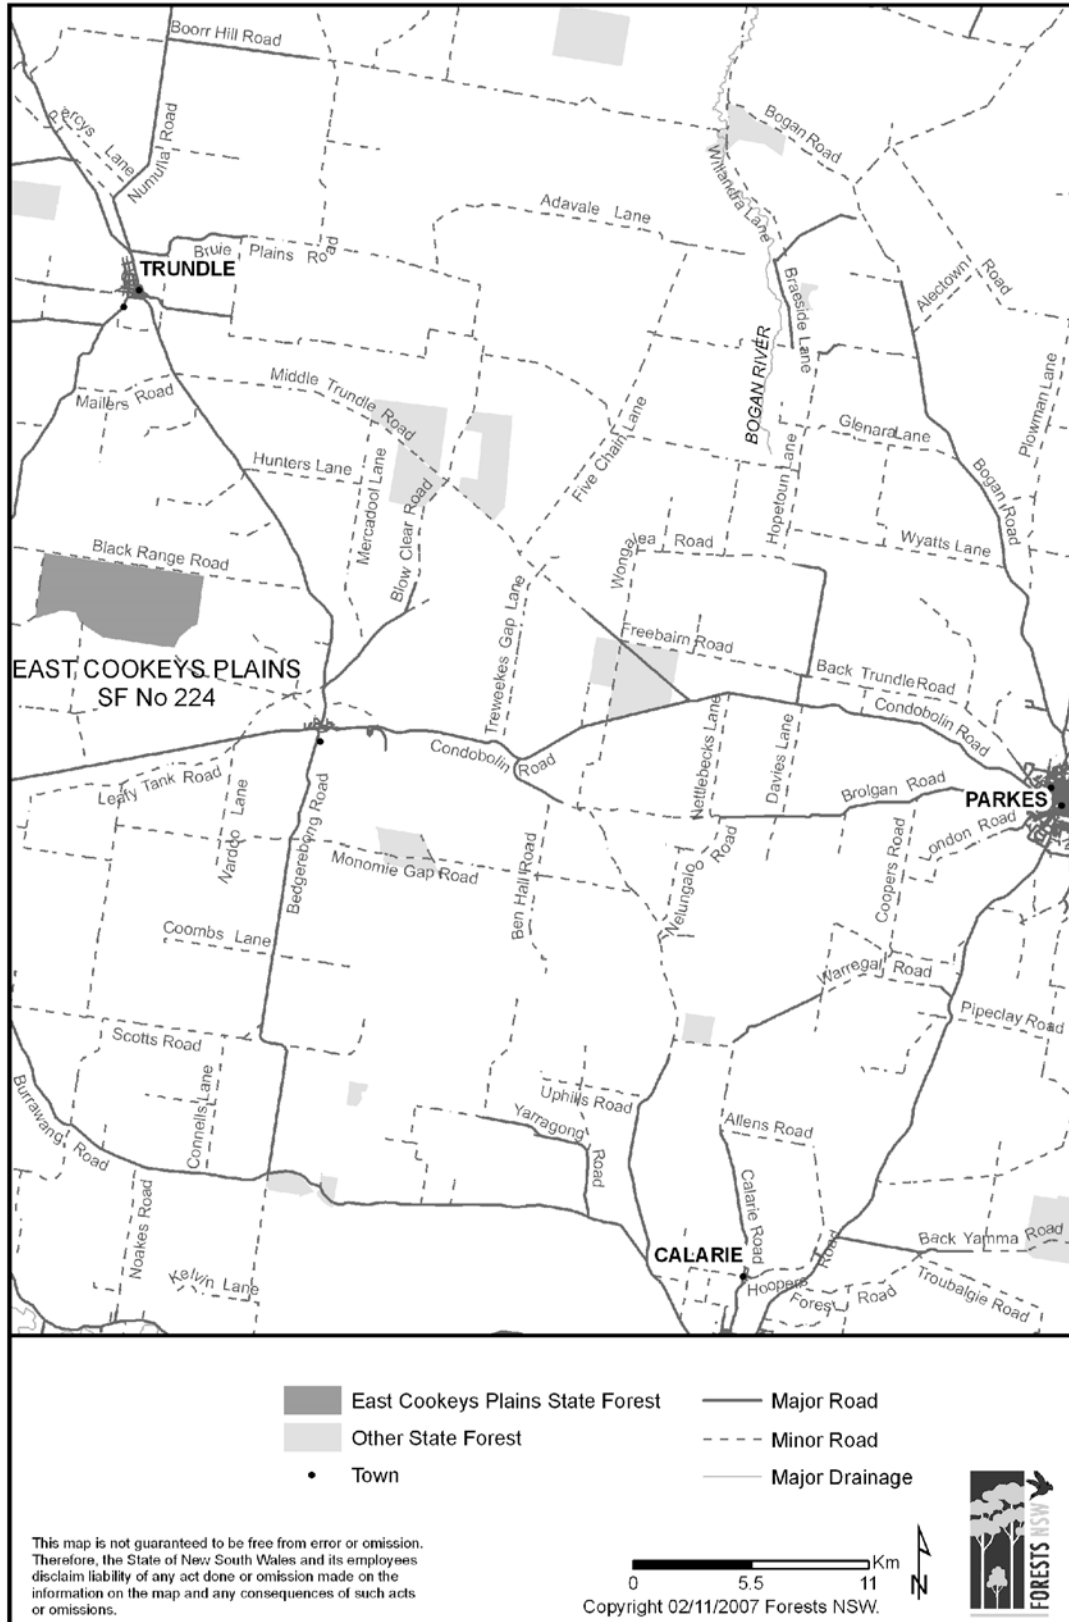 Boorr Hill Road
Percys Lane
Numulla Road
Bogan Road
Willandra Lane
Adavale Lane
Bruie Plains Road
TRUNDLE
Alectown Road
Braeside Lane
BOGAN RIVER
Plowman Lane
Middle Trundle Road
Mailers Road
Glenara Lane
Five Chain Lane
Hunters Lane
Mercadool Lane
Blow Clear Road
Hopetoun Lane
Bogan Road
Wongalea Road
Wyatts Lane
Black Range Road
Treweekes Gap Lane
Freebairn Road
EAST COOKEYS PLAINS
SF No 224
Back Trundle Road
Condobolin Road
Nettlebecks Lane
Davies Lane
Condobolin Road
Leafy Tank Road
Brolgan Road
PARKES
Nardoo Lane
Bedgerebong Road
London Road
Monomie Gap Road
Ben Hall Road
Nelungaloo Road
Coopers Road
Coombs Lane
Warregal Road
Pipeclay Road
Scotts Road
Burrawang Road
Connells Lane
Uphills Road
Yarragong Road
Allens Road
Calarie Road
Noakes Road
Kelvin Lane
CALARIE
Back Yamma Road
Hoopers Road
Forest Road
Troubalgie Road
East Cookeys Plains State Forest
Other State Forest
Town
Major Road
Minor Road
Major Drainage
This map is not guaranteed to be free from error or omission.
Therefore, the State of New South Wales and its employees
disclaim liability of any act done or omission made on the
information on the map and any consequences of such acts
or omissions.
Km
0 5.5 11
N
Copyright 02/11/2007 Forests NSW.
FORESTS NSW